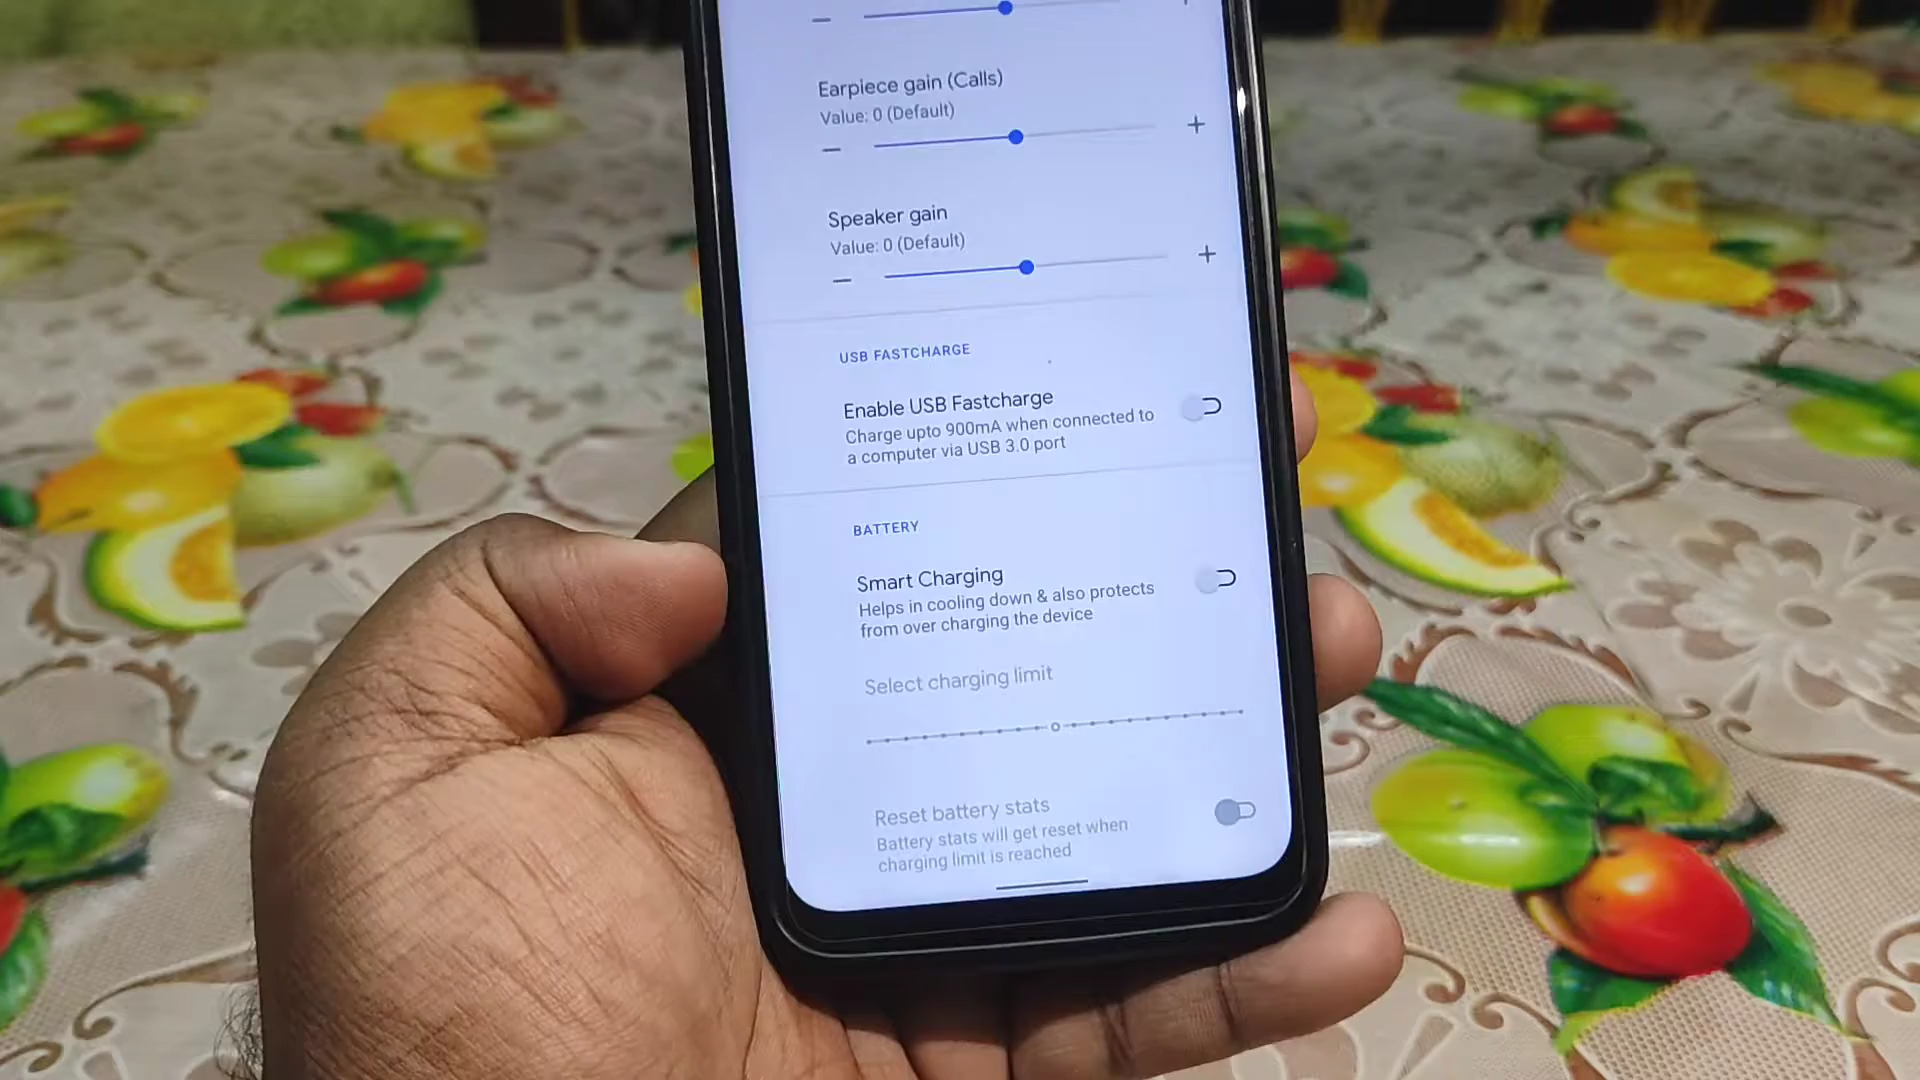 Earpiece gain (Calls)
Value: 0 (Default)
Speaker gain
Value: 0 (Default)
USB FASTCHARGE
Enable USB Fastcharge
Charge upto 900mA when connected to
a computer via USB 3.0 port
BATTERY
Smart Charging
Helps in cooling down & also protects
from over charging the device
Select charging limit
Reset battery stats
Battery stats will get reset when
charging limit is reached